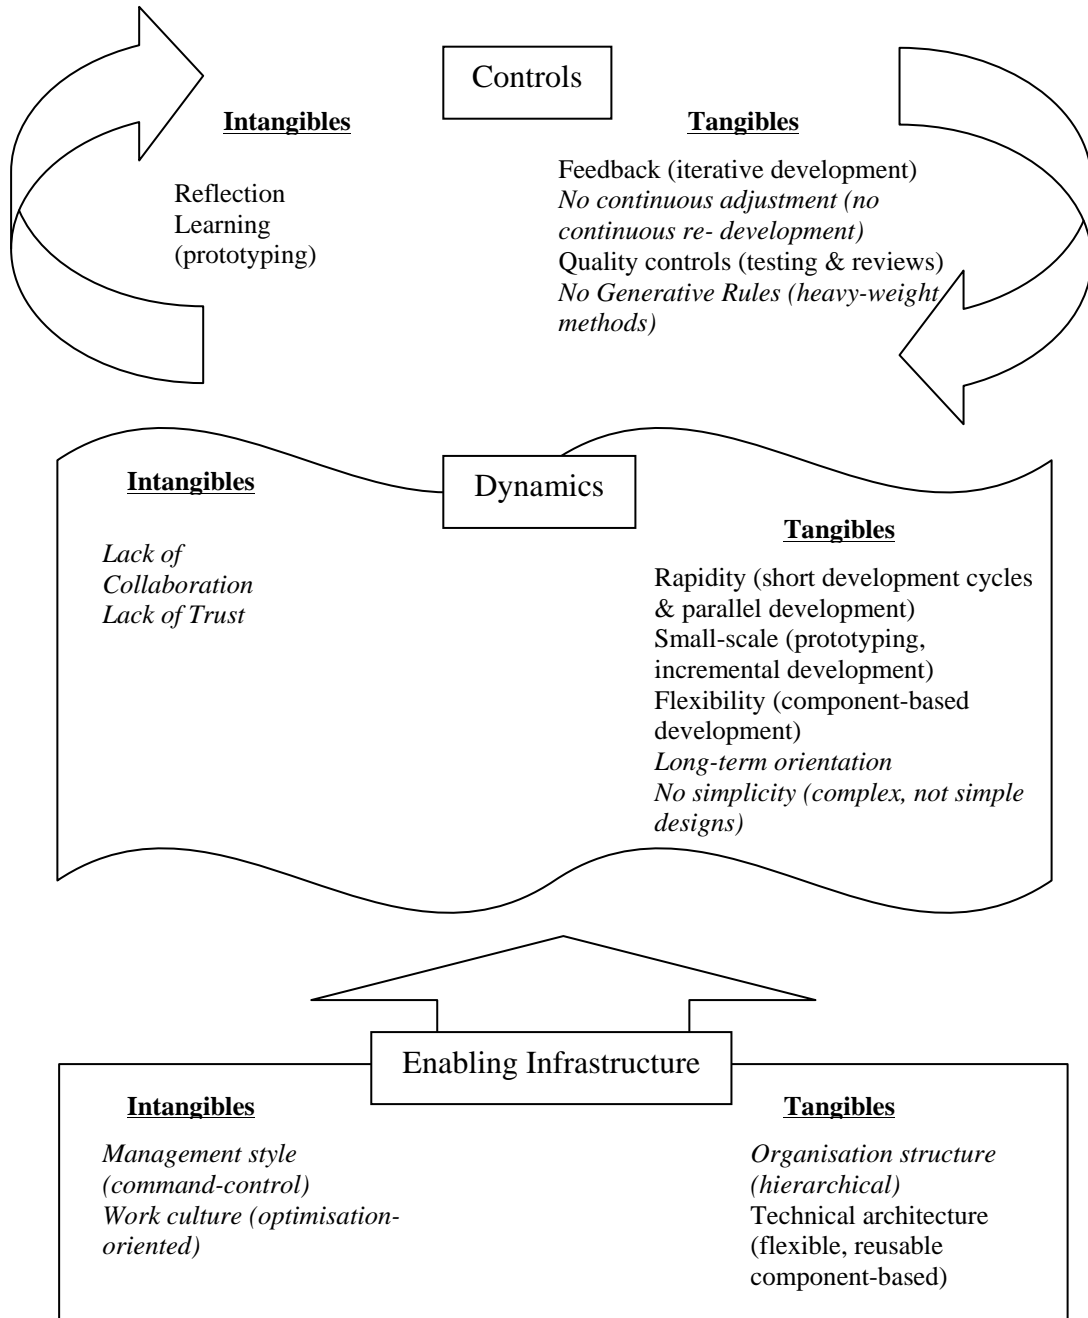 Controls
Intangibles
Reflection
Learning
(prototyping)
Tangibles
Feedback (iterative development)
No continuous adjustment (no
continuous re- development)
Quality controls (testing & reviews)
No Generative Rules (heavy-weight
methods)
Dynamics
Intangibles
Lack of
Collaboration
Lack of Trust
Tangibles
Rapidity (short development cycles
& parallel development)
Small-scale (prototyping,
incremental development)
Flexibility (component-based
development)
Long-term orientation
No simplicity (complex, not simple
designs)
Enabling Infrastructure
Intangibles
Management style
(command-control)
Work culture (optimisation-
oriented)
Tangibles
Organisation structure
(hierarchical)
Technical architecture
(flexible, reusable
component-based)